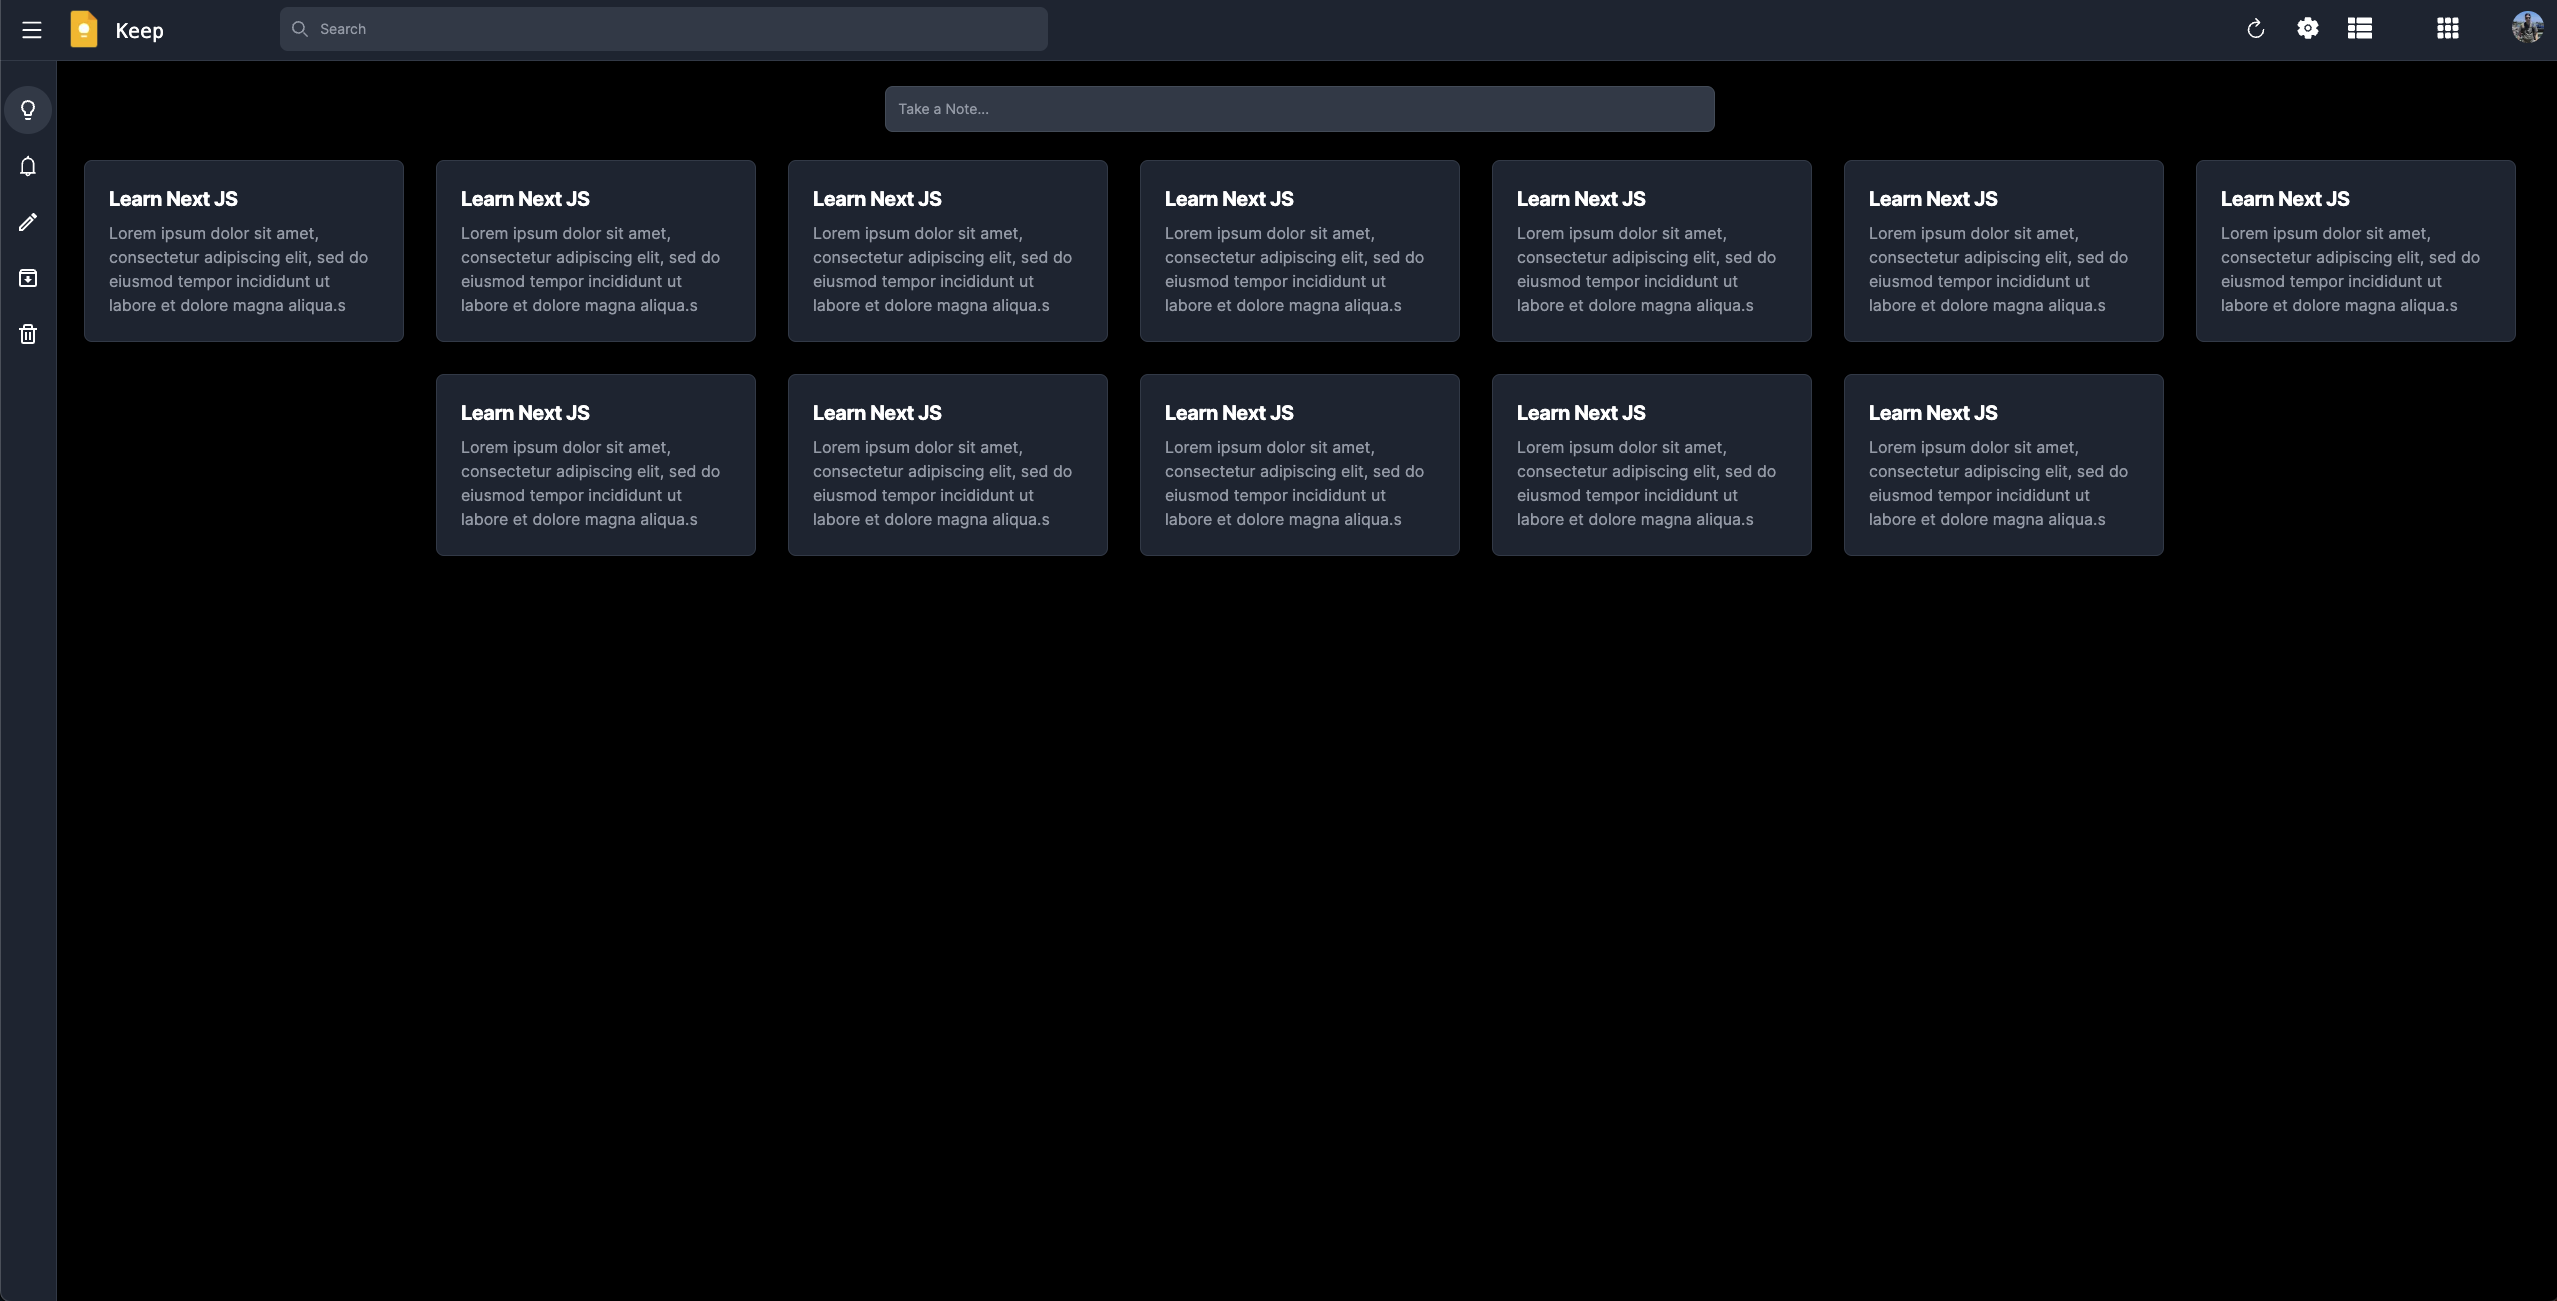 Keep
Search
Take a Note...
Learn Next JS
Lorem ipsum dolor sit amet,
consectetur adipiscing elit, sed do
eiusmod tempor incididunt ut
labore et dolore magna aliqua.s
Learn Next JS
Lorem ipsum dolor sit amet,
consectetur adipiscing elit, sed do
eiusmod tempor incididunt ut
labore et dolore magna aliqua.s
Learn Next JS
Lorem ipsum dolor sit amet,
consectetur adipiscing elit, sed do
eiusmod tempor incididunt ut
labore et dolore magna aliqua.s
Learn Next JS
Lorem ipsum dolor sit amet,
consectetur adipiscing elit, sed do
eiusmod tempor incididunt ut
labore et dolore magna aliqua.s
Learn Next JS
Lorem ipsum dolor sit amet,
consectetur adipiscing elit, sed do
eiusmod tempor incididunt ut
labore et dolore magna aliqua.s
Learn Next JS
Lorem ipsum dolor sit amet,
consectetur adipiscing elit, sed do
eiusmod tempor incididunt ut
labore et dolore magna aliqua.s
Learn Next JS
Lorem ipsum dolor sit amet,
consectetur adipiscing elit, sed do
eiusmod tempor incididunt ut
labore et dolore magna aliqua.s
Learn Next JS
Lorem ipsum dolor sit amet,
consectetur adipiscing elit, sed do
eiusmod tempor incididunt ut
labore et dolore magna aliqua.s
Learn Next JS
Lorem ipsum dolor sit amet,
consectetur adipiscing elit, sed do
eiusmod tempor incididunt ut
labore et dolore magna aliqua.s
Learn Next JS
Lorem ipsum dolor sit amet,
consectetur adipiscing elit, sed do
eiusmod tempor incididunt ut
labore et dolore magna aliqua.s
Learn Next JS
Lorem ipsum dolor sit amet,
consectetur adipiscing elit, sed do
eiusmod tempor incididunt ut
labore et dolore magna aliqua.s
Learn Next JS
Lorem ipsum dolor sit amet,
consectetur adipiscing elit, sed do
eiusmod tempor incididunt ut
labore et dolore magna aliqua.s